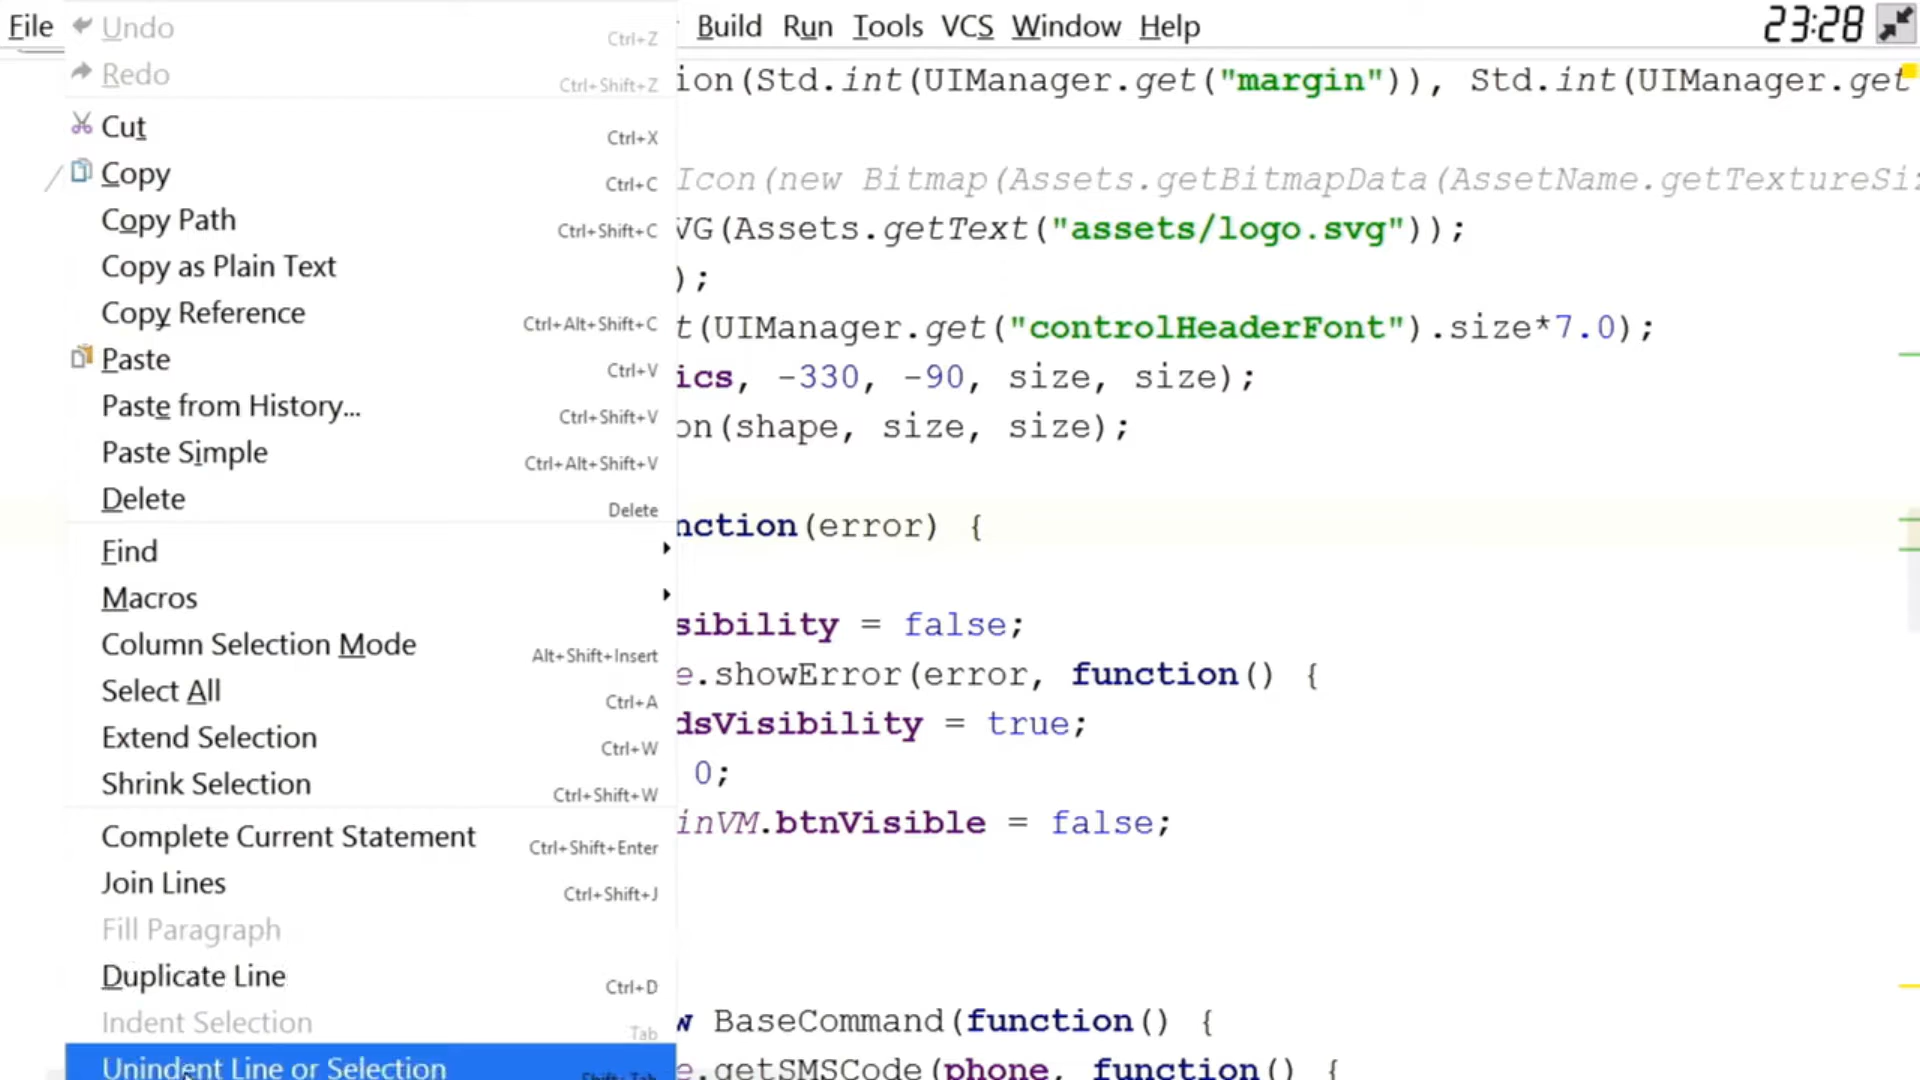 File Build Run Tools VCS Window Help 23:28
Undo Ctrl+Z
Redo Ctrl+Shift+Z
Cut Ctrl+X
Copy Ctrl+C
Copy Path Ctrl+Shift+C
Copy as Plain Text
Copy Reference Ctrl+Alt+Shift+C
Paste Ctrl+V
Paste from History... Ctrl+Shift+V
Paste Simple Ctrl+Alt+Shift+V
Delete Delete
Find
Macros
Column Selection Mode Alt+Shift+Insert
Select All Ctrl+A
Extend Selection Ctrl+W
Shrink Selection Ctrl+Shift+W
Complete Current Statement Ctrl+Shift+Enter
Join Lines Ctrl+Shift+J
Fill Paragraph
Duplicate Line Ctrl+D
Indent Selection Tab
Unindent Line or Selection Shift+Tab
ion(Std.int(UIManager.get("margin")), Std.int(UIManager.get
/ Icon(new Bitmap(Assets.getBitmapData(AssetName.getTextureSiz
VG(Assets.getText("assets/logo.svg"));
);
t(UIManager.get("controlHeaderFont").size*7.0);
ics, -330, -90, size, size);
on(shape, size, size);
nction(error) {
sibility = false;
e.showError(error, function() {
dsVisibility = true;
0;
inVM.btnVisible = false;
w BaseCommand(function() {
e.getSMSCode(phone, function() {